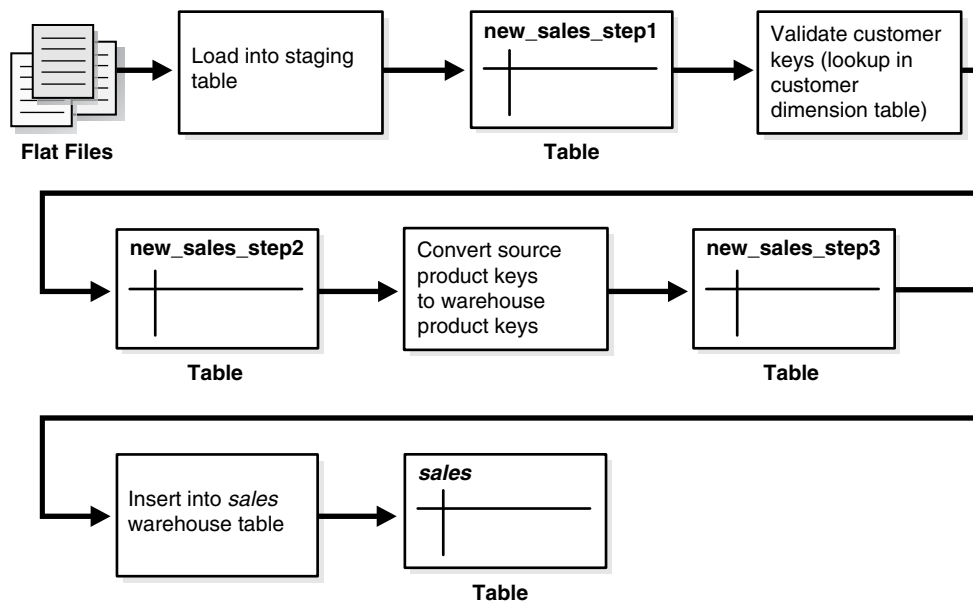 Load into staging
table
new_sales_step1
Validate customer
keys (lookup in
customer
dimension table)
Flat Files
Table
new_sales_step2
Convert source
product keys
to warehouse
product keys
new_sales_step3
Table
Table
Insert into sales
warehouse table
sales
Table